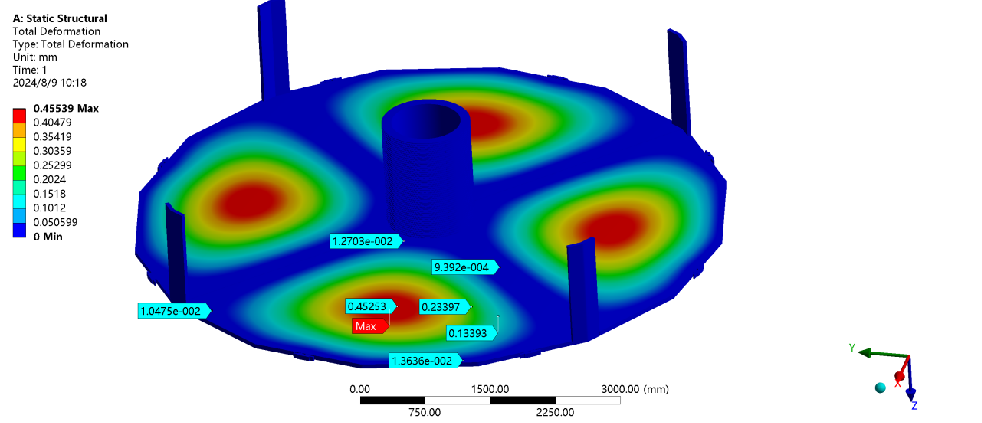 A: Static Structural
Total Deformation
Type: Total Deformation
Unit: mm
Time: 1
2024/8/9 10:18
0.45539 Max
0.40479
0.35419
0.30359
0.25299
0.2024
0.1518
0.1012
0.050599
0 Min
1.2703e-002
9.392e-004
1.0475e-002
0.45253
0.23397
Max
0.13393
1.3636e-002
0.00 1500.00 3000.00 (mm)
750.00 2250.00
Y
X
Z